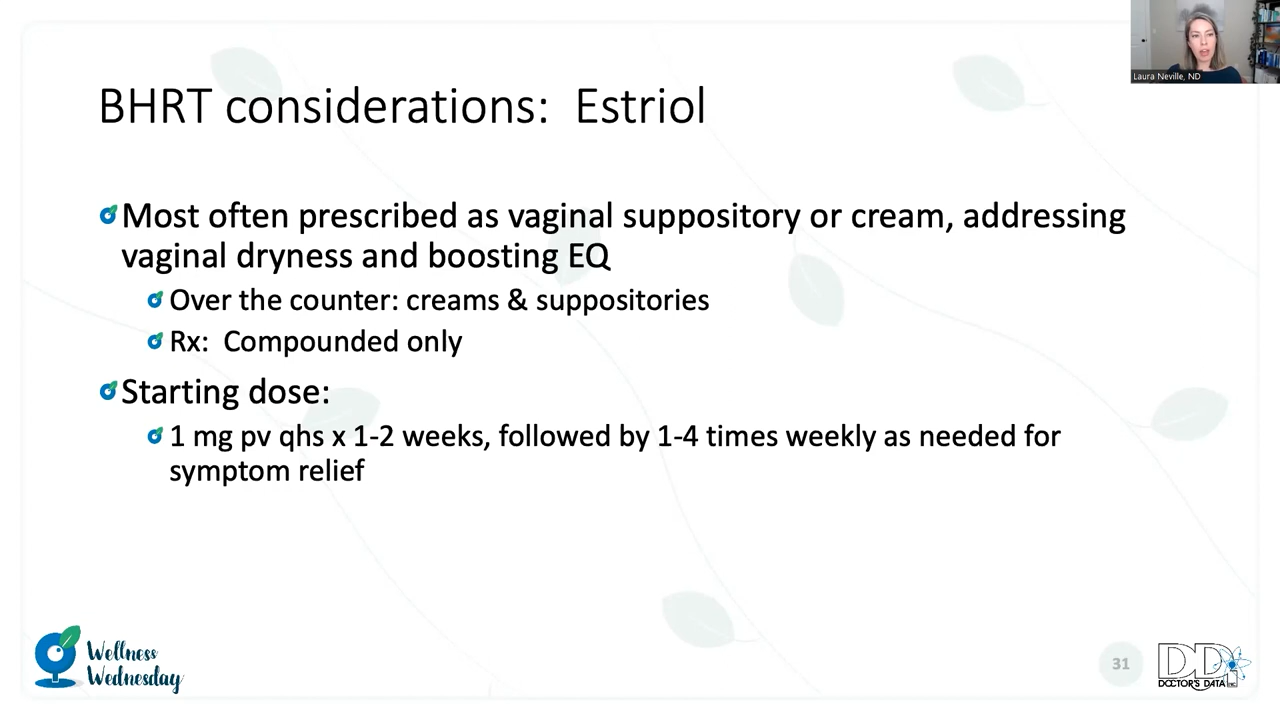 Laura Neville, ND
BHRT considerations: Estriol
Most often prescribed as vaginal suppository or cream, addressing
vaginal dryness and boosting EQ
Over the counter: creams & suppositories
Rx: Compounded only
Starting dose:
1 mg pv qhs x 1-2 weeks, followed by 1-4 times weekly as needed for
symptom relief
Wellness
Wednesday
31
DDI
DOCTOR'S DATA INC